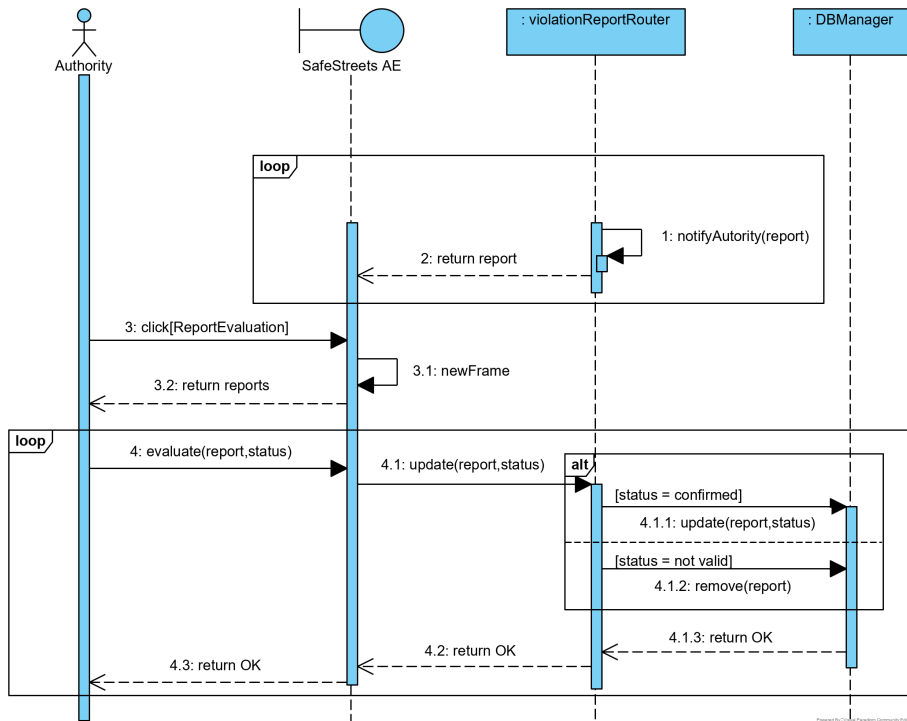 : violationReportRouter
: DBManager
Authority
SafeStreets AE
loop
1: notifyAutority(report)
2: return report
3: click[ReportEvaluation]
3.1: newFrame
3.2: return reports
loop
4: evaluate(report,status)
4.1: update(report,status)
alt
[status = confirmed]
4.1.1: update(report,status)
[status = not valid]
4.1.2: remove(report)
4.1.3: return OK
4.2: return OK
4.3: return OK